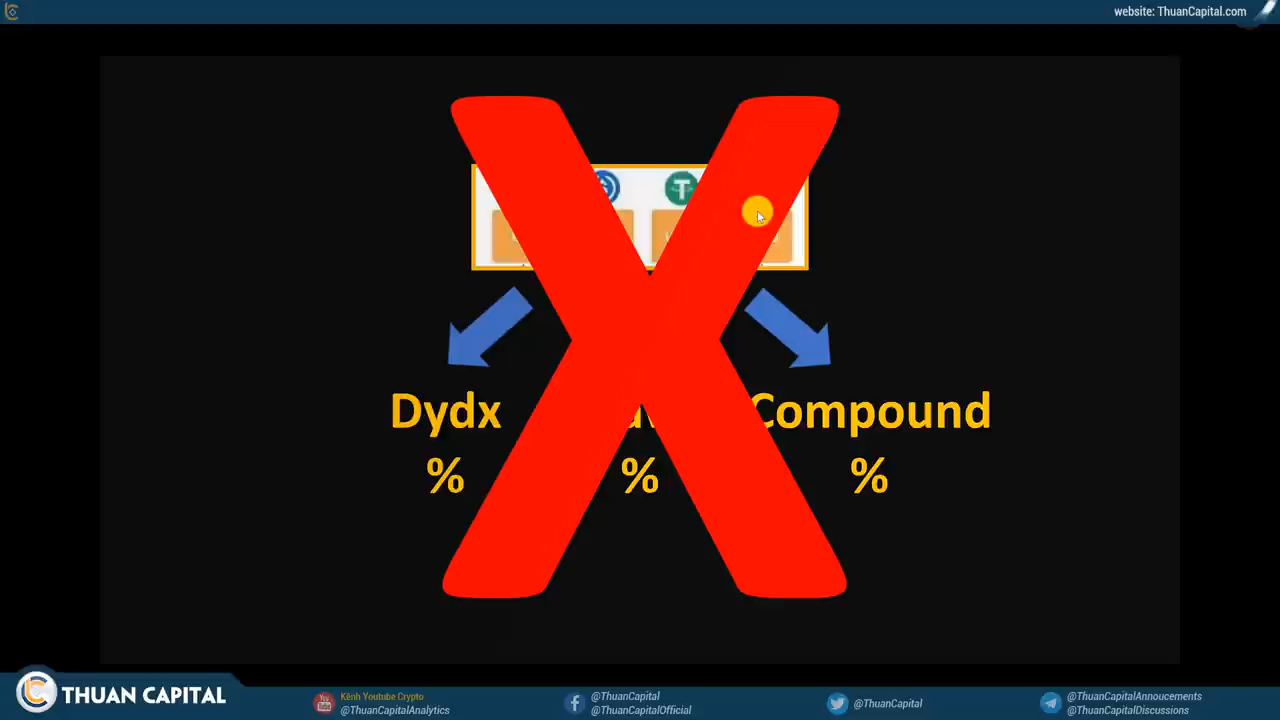 website: ThuanCapital.com
Dydx
Compound
% % %
THUAN CAPITAL
Kênh Youtube Crypto
@ThuanCapitalAnalytics
@ThuanCapital
@ThuanCapitalOfficial
@ThuanCapital
@ThuanCapitalAnnoucements
@ThuanCapitalDiscussions